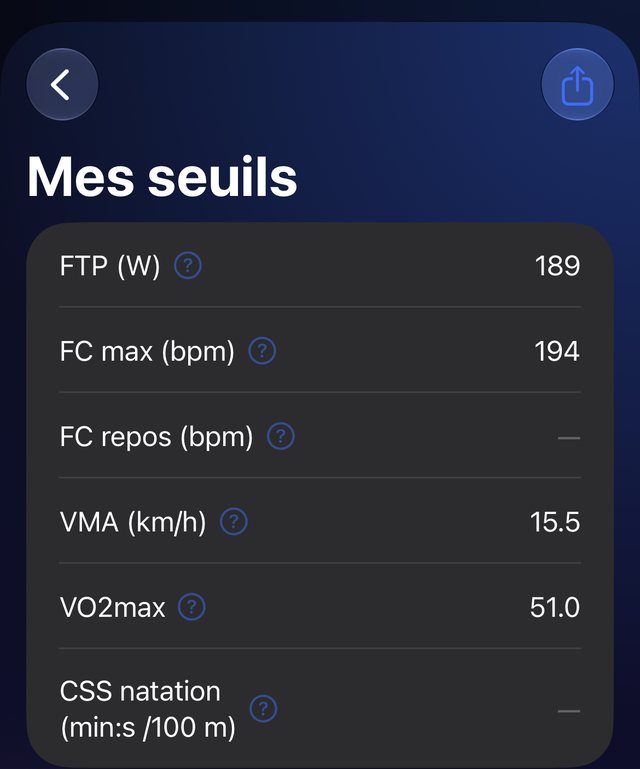 Mes seuils
FTP (W) ? 189
FC max (bpm) ? 194
FC repos (bpm) ? —
VMA (km/h) ? 15.5
VO2max ? 51.0
CSS natation
(min:s /100 m) ? —